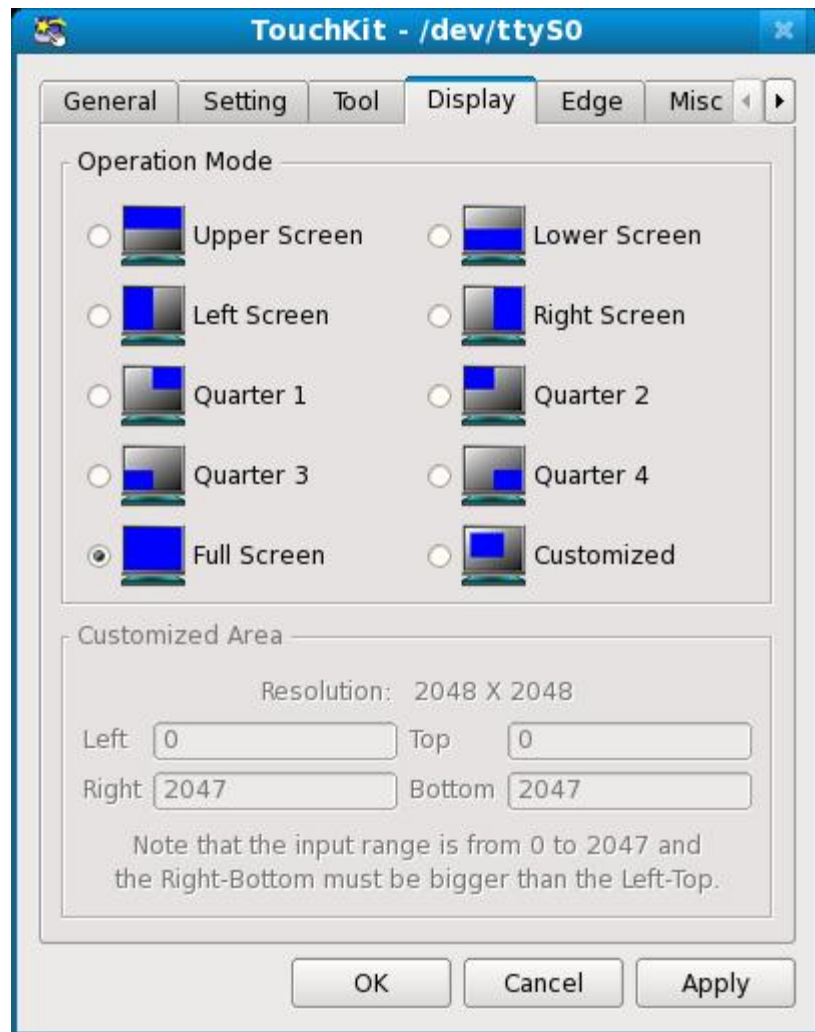 TouchKit - /dev/ttyS0
General Setting Tool Display Edge Misc
Operation Mode
Upper Screen Lower Screen
Left Screen Right Screen
Quarter 1 Quarter 2
Quarter 3 Quarter 4
Full Screen Customized
Customized Area
Resolution: 2048 X 2048
Left 0 Top 0
Right 2047 Bottom 2047
Note that the input range is from 0 to 2047 and
the Right-Bottom must be bigger than the Left-Top.
OK Cancel Apply